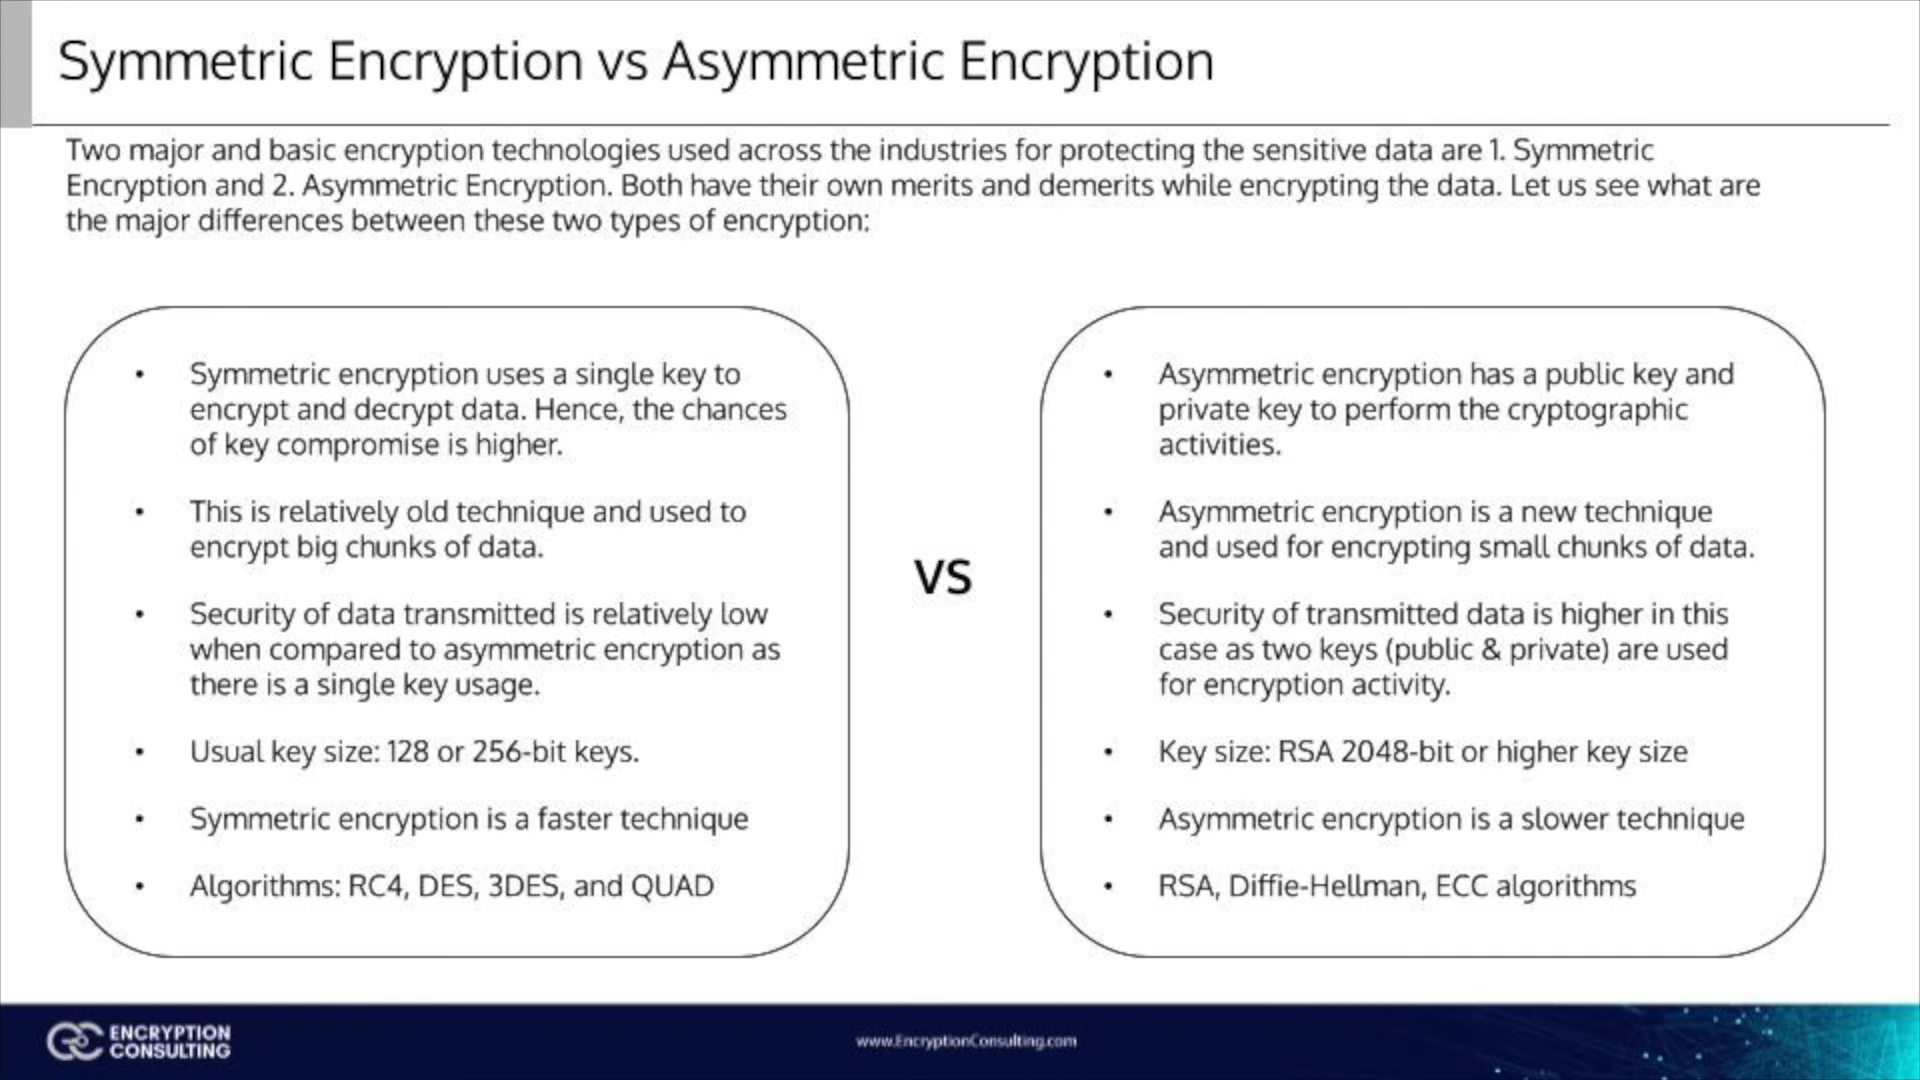 Symmetric Encryption vs Asymmetric Encryption
Two major and basic encryption technologies used across the industries for protecting the sensitive data are 1. Symmetric
Encryption and 2. Asymmetric Encryption. Both have their own merits and demerits while encrypting the data. Let us see what are
the major differences between these two types of encryption:
• Symmetric encryption uses a single key to
encrypt and decrypt data. Hence, the chances
of key compromise is higher.
• This is relatively old technique and used to
encrypt big chunks of data.
• Security of data transmitted is relatively low
when compared to asymmetric encryption as
there is a single key usage.
• Usual key size: 128 or 256-bit keys.
• Symmetric encryption is a faster technique
• Algorithms: RC4, DES, 3DES, and QUAD
VS
• Asymmetric encryption has a public key and
private key to perform the cryptographic
activities.
• Asymmetric encryption is a new technique
and used for encrypting small chunks of data.
• Security of transmitted data is higher in this
case as two keys (public & private) are used
for encryption activity.
• Key size: RSA 2048-bit or higher key size
• Asymmetric encryption is a slower technique
• RSA, Diffie-Hellman, ECC algorithms
ENCRYPTION
CONSULTING
www.EncryptionConsulting.com